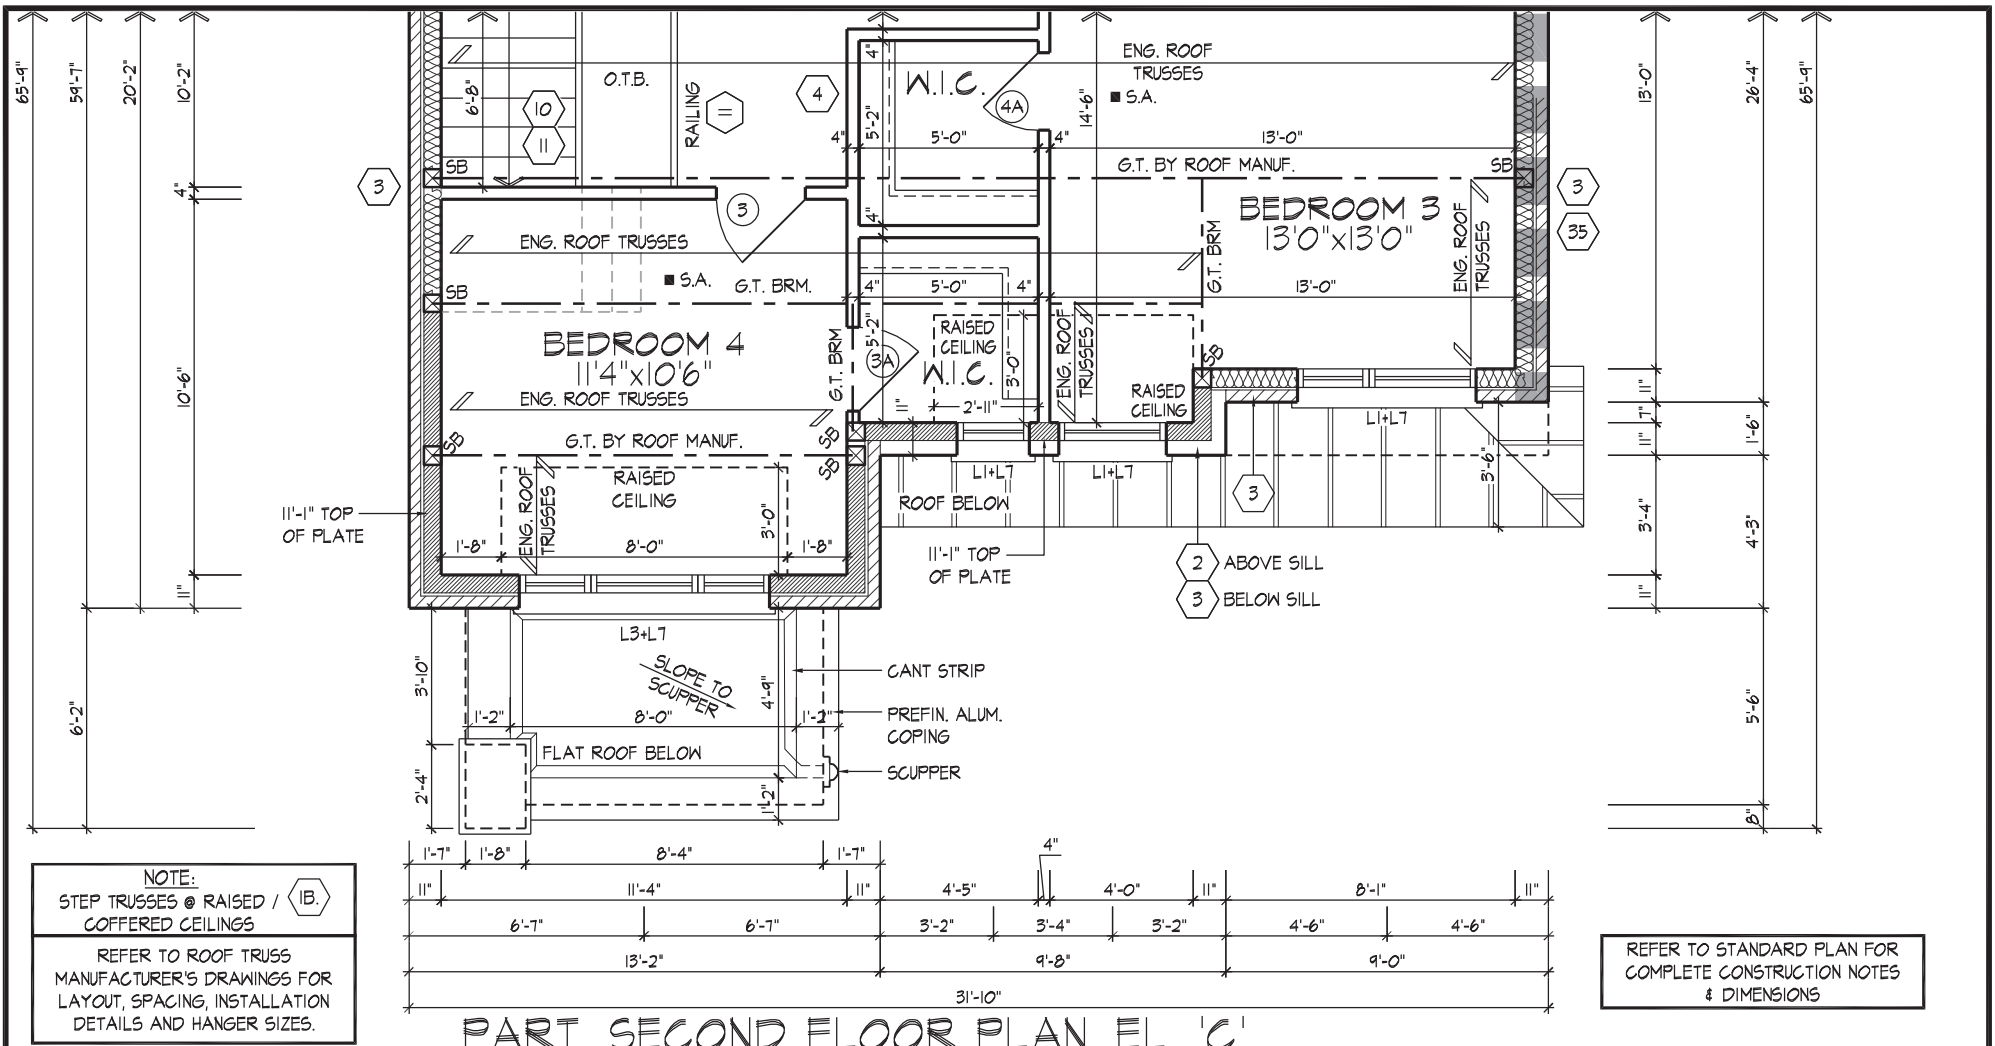 65'-9"
59'-7"
20'-2"
10'-2"
4"
10'-6"
11"
6'-2"
3
SB
6'-8"
10
11
O.T.B.
RAILING
11
4
4"
W.I.C.
4A
5'-2"
4"
5'-0"
4"
14'-6"
ENG. ROOF
TRUSSES
S.A.
13'-0"
G.T. BY ROOF MANUF.
SB
3
35
3
4"
BEDROOM 3
13'0"x13'0"
ENG. ROOF
TRUSSES
G.T. BRM
13'-0"
ENG. ROOF TRUSSES
S.A.
G.T. BRM.
SB
4"
5'-0"
4"
BEDROOM 4
11'4"x10'6"
ENG. ROOF TRUSSES
G.T. BY ROOF MANUF.
G.T. BRM
5'-2"
3A
RAISED
CEILING
W.I.C.
3'-0"
2'-11"
11"
ENG. ROOF
TRUSSES
RAISED
CEILING
SB
L1+L7
3'-6"
SB
SB
SB
L1+L7
L1+L7
ROOF BELOW
3
11'-1" TOP
OF PLATE
ENG. ROOF
TRUSSES
RAISED
CEILING
3'-0"
1'-8"
8'-0"
1'-8"
11'-1" TOP
OF PLATE
2
ABOVE SILL
3
BELOW SILL
L3+L7
SLOPE TO
SCUPPER
CANT STRIP
PREFIN. ALUM.
COPING
SCUPPER
3'-10"
2'-4"
1'-2"
8'-0"
1'-2"
4'-9"
FLAT ROOF BELOW
1'-2"
13'-0"
26'-4"
65'-9"
11"
7"
11"
1'-6"
3'-4"
4'-3"
11"
5'-6"
8"
1'-7"
1'-8"
8'-4"
1'-7"
4"
11"
11'-4"
11"
4'-5"
4'-0"
11"
8'-1"
11"
6'-7"
6'-7"
3'-2"
3'-4"
3'-2"
4'-6"
4'-6"
13'-2"
9'-8"
9'-0"
31'-10"
NOTE:
STEP TRUSSES @ RAISED / 1B.
COFFERED CEILINGS
REFER TO ROOF TRUSS
MANUFACTURER'S DRAWINGS FOR
LAYOUT, SPACING, INSTALLATION
DETAILS AND HANGER SIZES.
REFER TO STANDARD PLAN FOR
COMPLETE CONSTRUCTION NOTES
& DIMENSIONS
PART SECOND FLOOR PLAN EL. 'C'